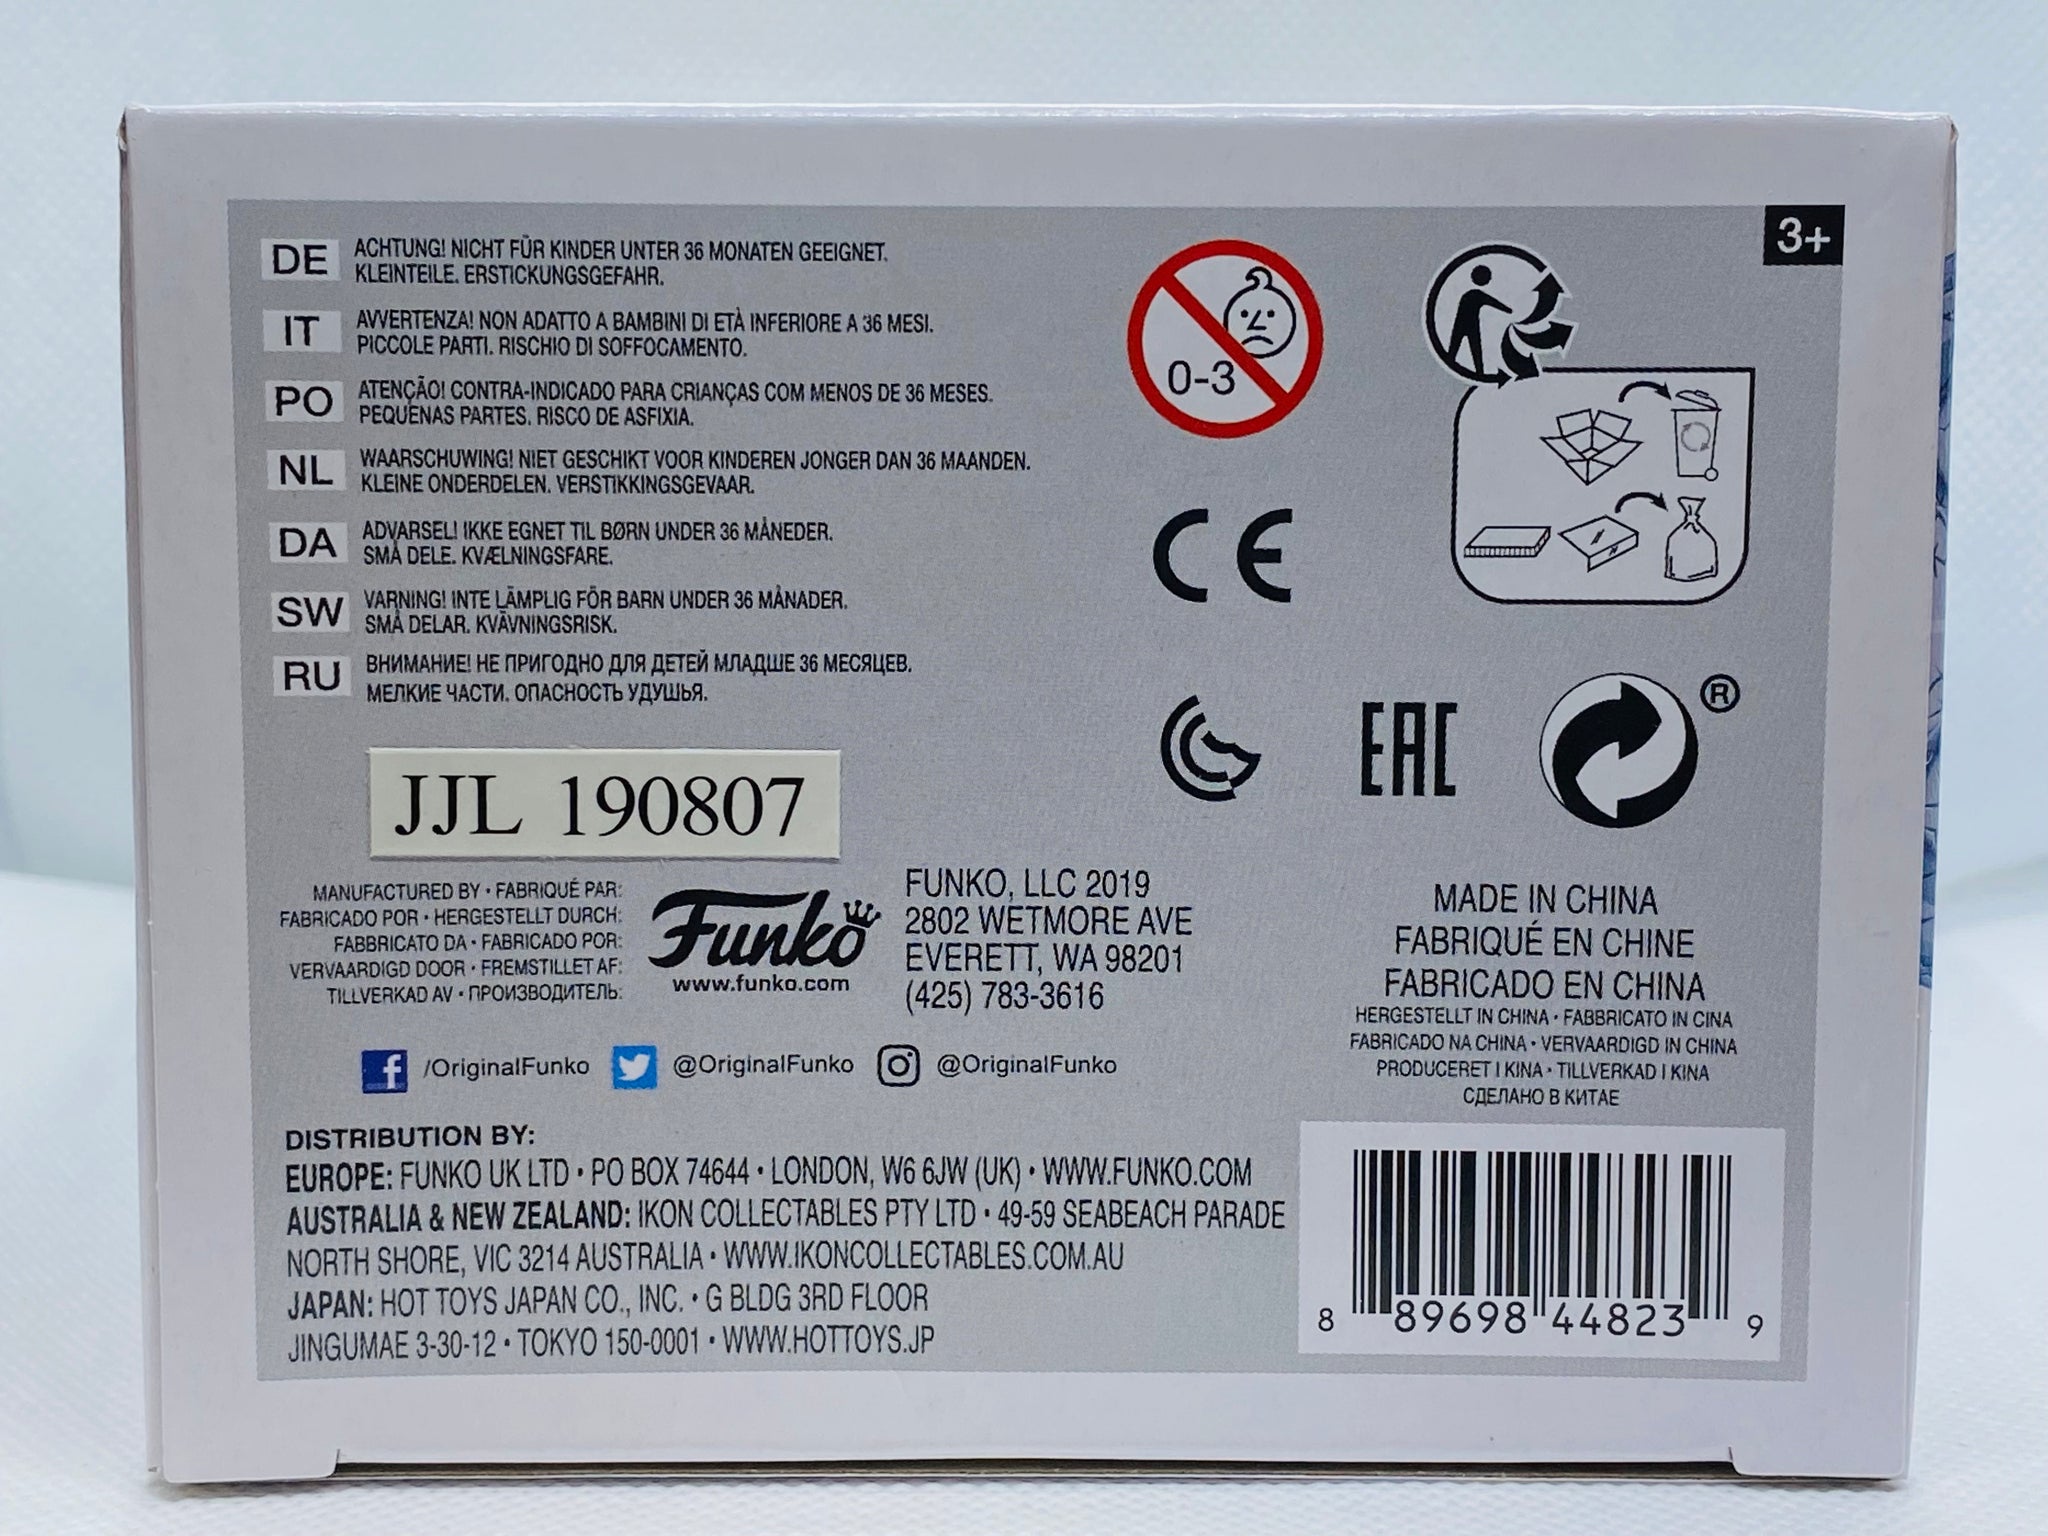 3+
DE ACHTUNG! NICHT FÜR KINDER UNTER 36 MONATEN GEEIGNET.
KLEINTEILE. ERSTICKUNGSGEFAHR.
IT AVVERTENZA! NON ADATTO A BAMBINI DI ETÀ INFERIORE A 36 MESI.
PICCOLE PARTI. RISCHIO DI SOFFOCAMENTO.
PO ATENÇÃO! CONTRA-INDICADO PARA CRIANÇAS COM MENOS DE 36 MESES.
PEQUENAS PARTES. RISCO DE ASFIXIA.
NL WAARSCHUWING! NIET GESCHIKT VOOR KINDEREN JONGER DAN 36 MAANDEN.
KLEINE ONDERDELEN. VERSTIKKINGSGEVAAR.
DA ADVARSEL! IKKE EGNET TIL BØRN UNDER 36 MÅNEDER.
SMÅ DELE. KVÆLNINGSFARE.
SW VARNING! INTE LÄMPLIG FÖR BARN UNDER 36 MÅNADER.
SMÅ DELAR. KVÄVNINGSRISK.
RU ВНИМАНИЕ! НЕ ПРИГОДНО ДЛЯ ДЕТЕЙ МЛАДШЕ 36 МЕСЯЦЕВ.
МЕЛКИЕ ЧАСТИ. ОПАСНОСТЬ УДУШЬЯ.
0-3
CE
EAC
®
JJL 190807
MANUFACTURED BY • FABRIQUÉ PAR:
FABRICADO POR • HERGESTELLT DURCH:
FABBRICATO DA • FABRICADO POR:
VERVAARDIGD DOOR • FREMSTILLET AF:
TILLVERKAD AV • ПРОИЗВОДИТЕЛЬ:
Funko
www.funko.com
FUNKO, LLC 2019
2802 WETMORE AVE
EVERETT, WA 98201
(425) 783-3616
MADE IN CHINA
FABRIQUÉ EN CHINE
FABRICADO EN CHINA
HERGESTELLT IN CHINA • FABBRICATO IN CINA
FABRICADO NA CHINA • VERVAARDIGD IN CHINA
PRODUCERET I KINA • TILLVERKAD I KINA
СДЕЛАНО В КИТАЕ
f /OriginalFunko @OriginalFunko @OriginalFunko
DISTRIBUTION BY:
EUROPE: FUNKO UK LTD • PO BOX 74644 • LONDON, W6 6JW (UK) • WWW.FUNKO.COM
AUSTRALIA & NEW ZEALAND: IKON COLLECTABLES PTY LTD • 49-59 SEABEACH PARADE
NORTH SHORE, VIC 3214 AUSTRALIA • WWW.IKONCOLLECTABLES.COM.AU
JAPAN: HOT TOYS JAPAN CO., INC. • G BLDG 3RD FLOOR
JINGUMAE 3-30-12 • TOKYO 150-0001 • WWW.HOTTOYS.JP
8 89698 44823 9